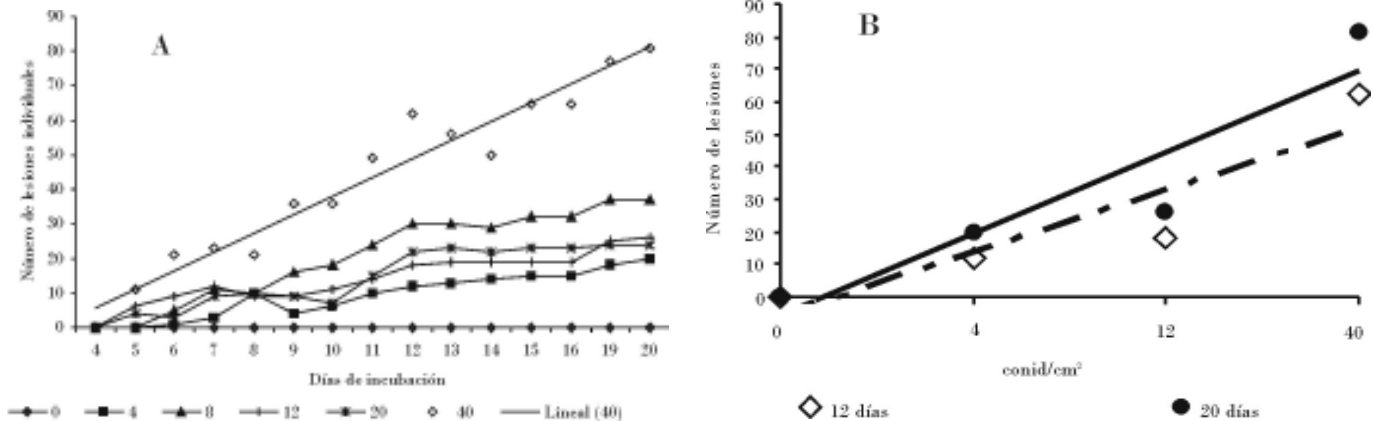 A
Número de lesiones individuales
90
80
70
60
50
40
30
20
10
0
4 5 6 7 8 9 10 11 12 13 14 15 16 19 20
Días de incubación
0 4 8 12 20 40 Lineal (40)
B
Número de lesiones
90
80
70
60
50
40
30
20
10
0
0 4 12 40
conid/cm²
12 días 20 días